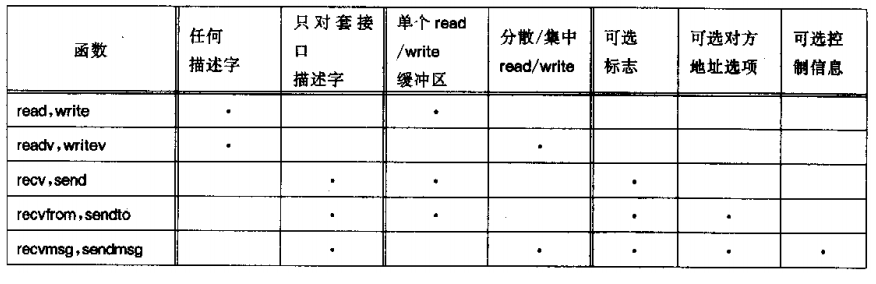 函数
任何
描述字
只对套接
口
描述字
单个 read
/write
缓冲区
分散/集中
read/write
可选
标志
可选对方
地址选项
可选控
制信息
read,write • •
readv,writev • •
recv,send • • •
recvfrom,sendto • • • •
recvmsg,sendmsg • • • • •